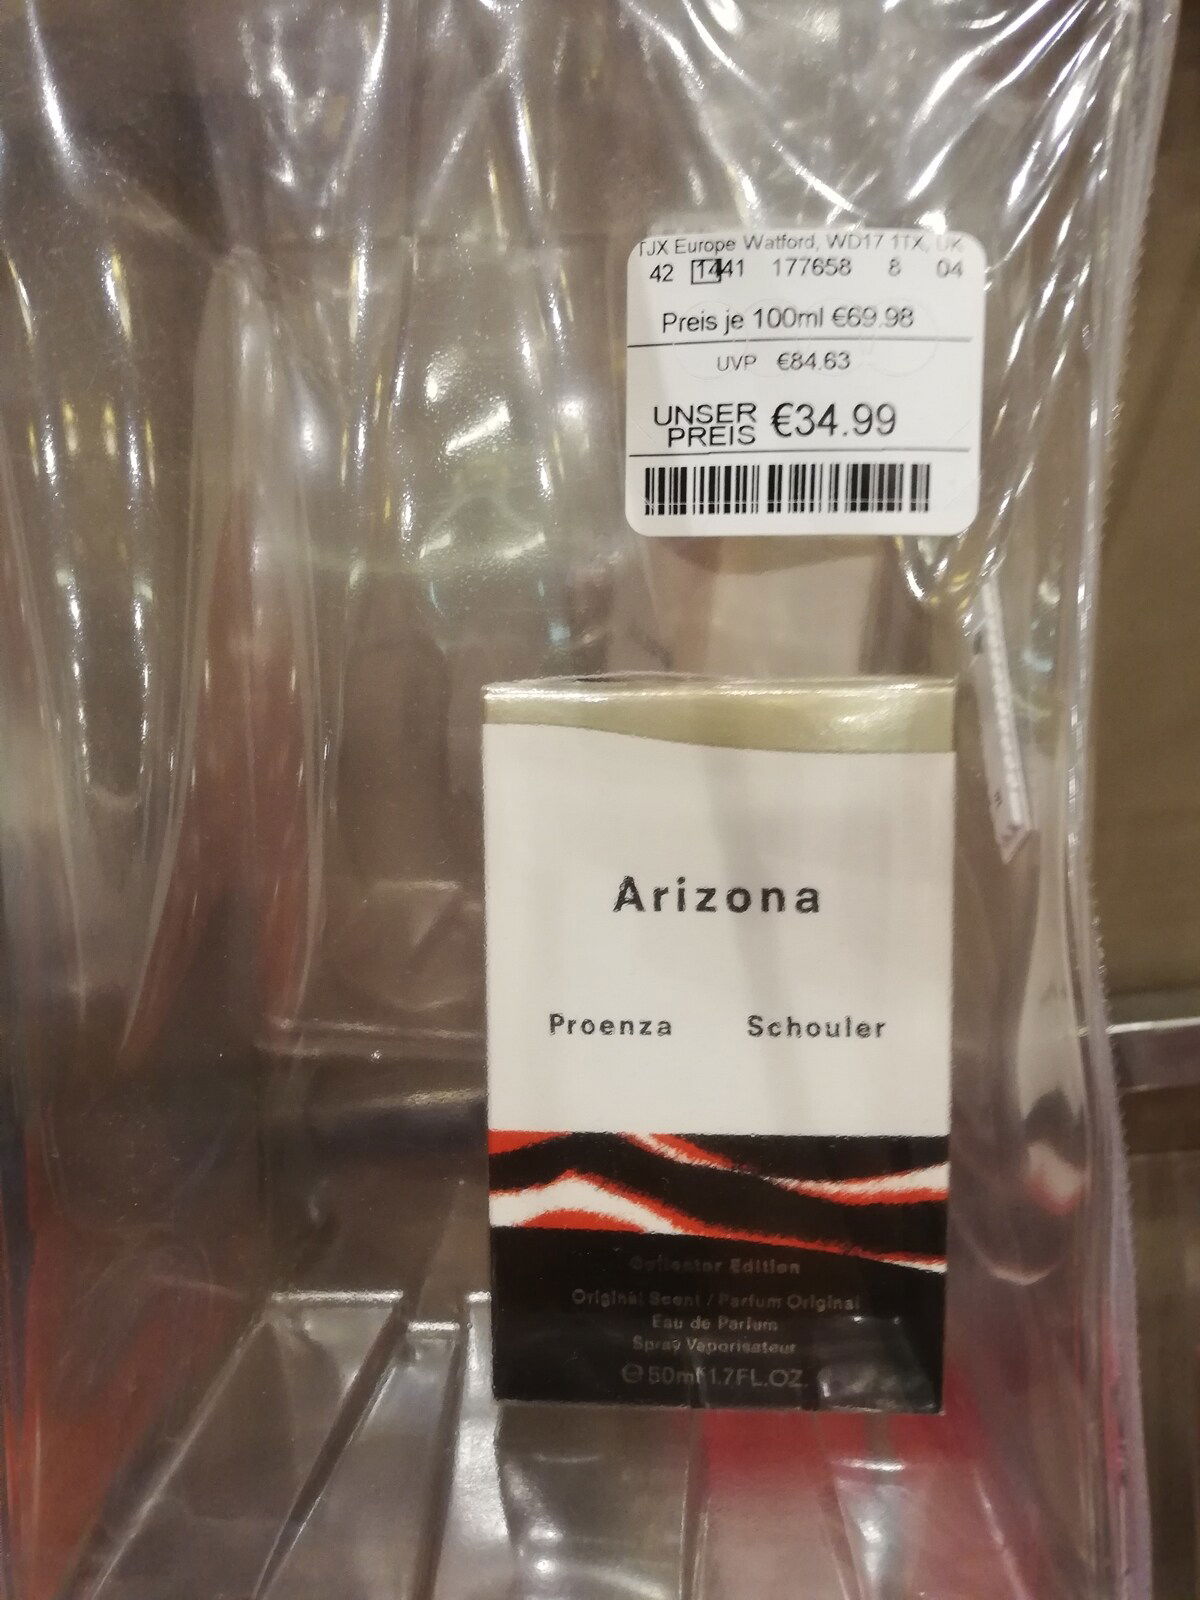 TJX Europe Watford, WD17 1TX, UK
42 1441 177658 8 04
Preis je 100ml €69.98
UVP €84.63
UNSER PREIS €34.99
Arizona
Proenza Schouler
Collector Edition
Original Scent / Parfum Original
Eau de Parfum
Spray Vaporisateur
℮50ml 1.7FL.OZ.